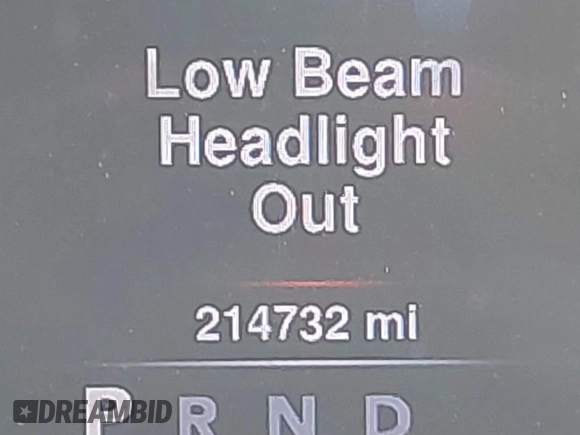 Low Beam
Headlight
Out
214732 mi
P R N D
DREAMBID